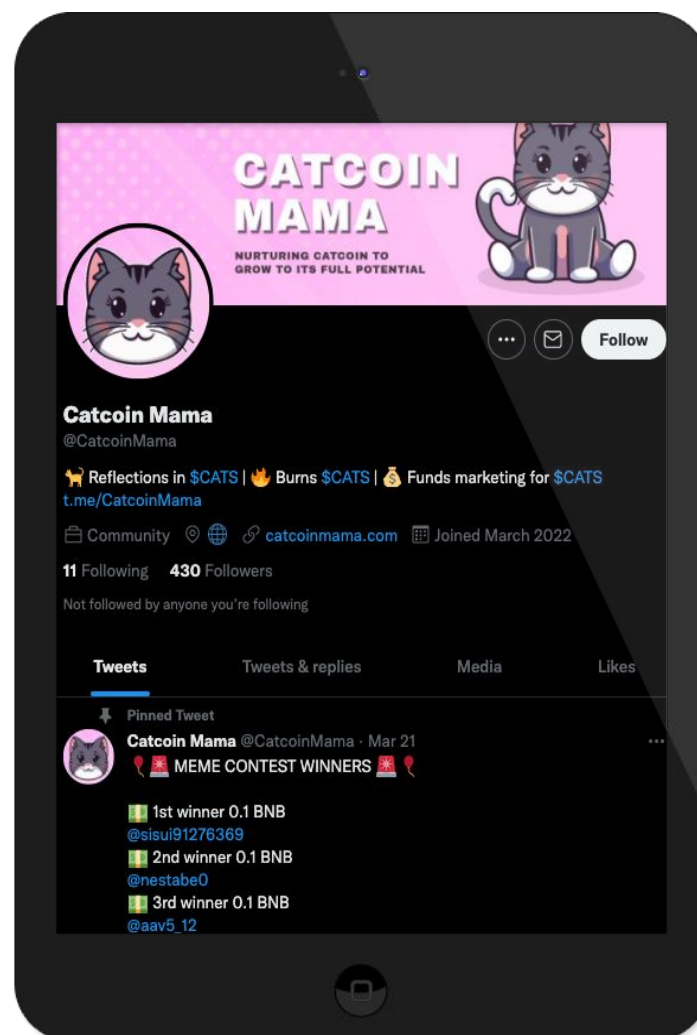 CATCOIN
MAMA
NURTURING CATCOIN TO
GROW TO ITS FULL POTENTIAL
Follow
Catcoin Mama
@CatcoinMama
🐈 Reflections in $CATS | 🔥 Burns $CATS | 💰 Funds marketing for $CATS
t.me/CatcoinMama
Community catcoinmama.com Joined March 2022
11 Following 430 Followers
Not followed by anyone you're following
Tweets Tweets & replies Media Likes
Pinned Tweet
Catcoin Mama @CatcoinMama · Mar 21
🎈🚨 MEME CONTEST WINNERS 🚨🎈
💵 1st winner 0.1 BNB
@sisui91276369
💵 2nd winner 0.1 BNB
@nestabe0
💵 3rd winner 0.1 BNB
@aav5_12